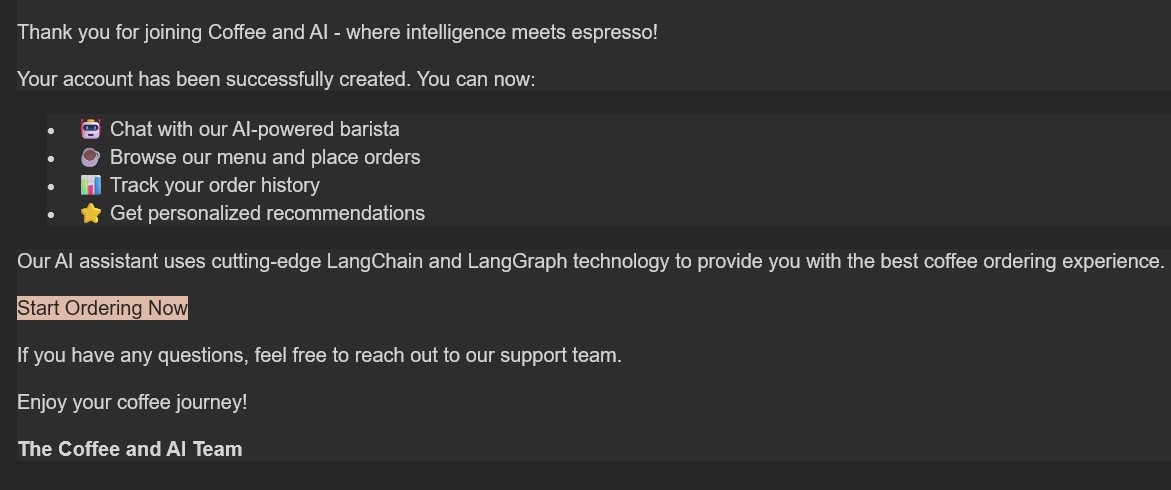 Thank you for joining Coffee and AI - where intelligence meets espresso!
Your account has been successfully created. You can now:
• 🤖 Chat with our AI-powered barista
• ☕ Browse our menu and place orders
• 📊 Track your order history
• ⭐ Get personalized recommendations
Our AI assistant uses cutting-edge LangChain and LangGraph technology to provide you with the best coffee ordering experience.
Start Ordering Now
If you have any questions, feel free to reach out to our support team.
Enjoy your coffee journey!
The Coffee and AI Team